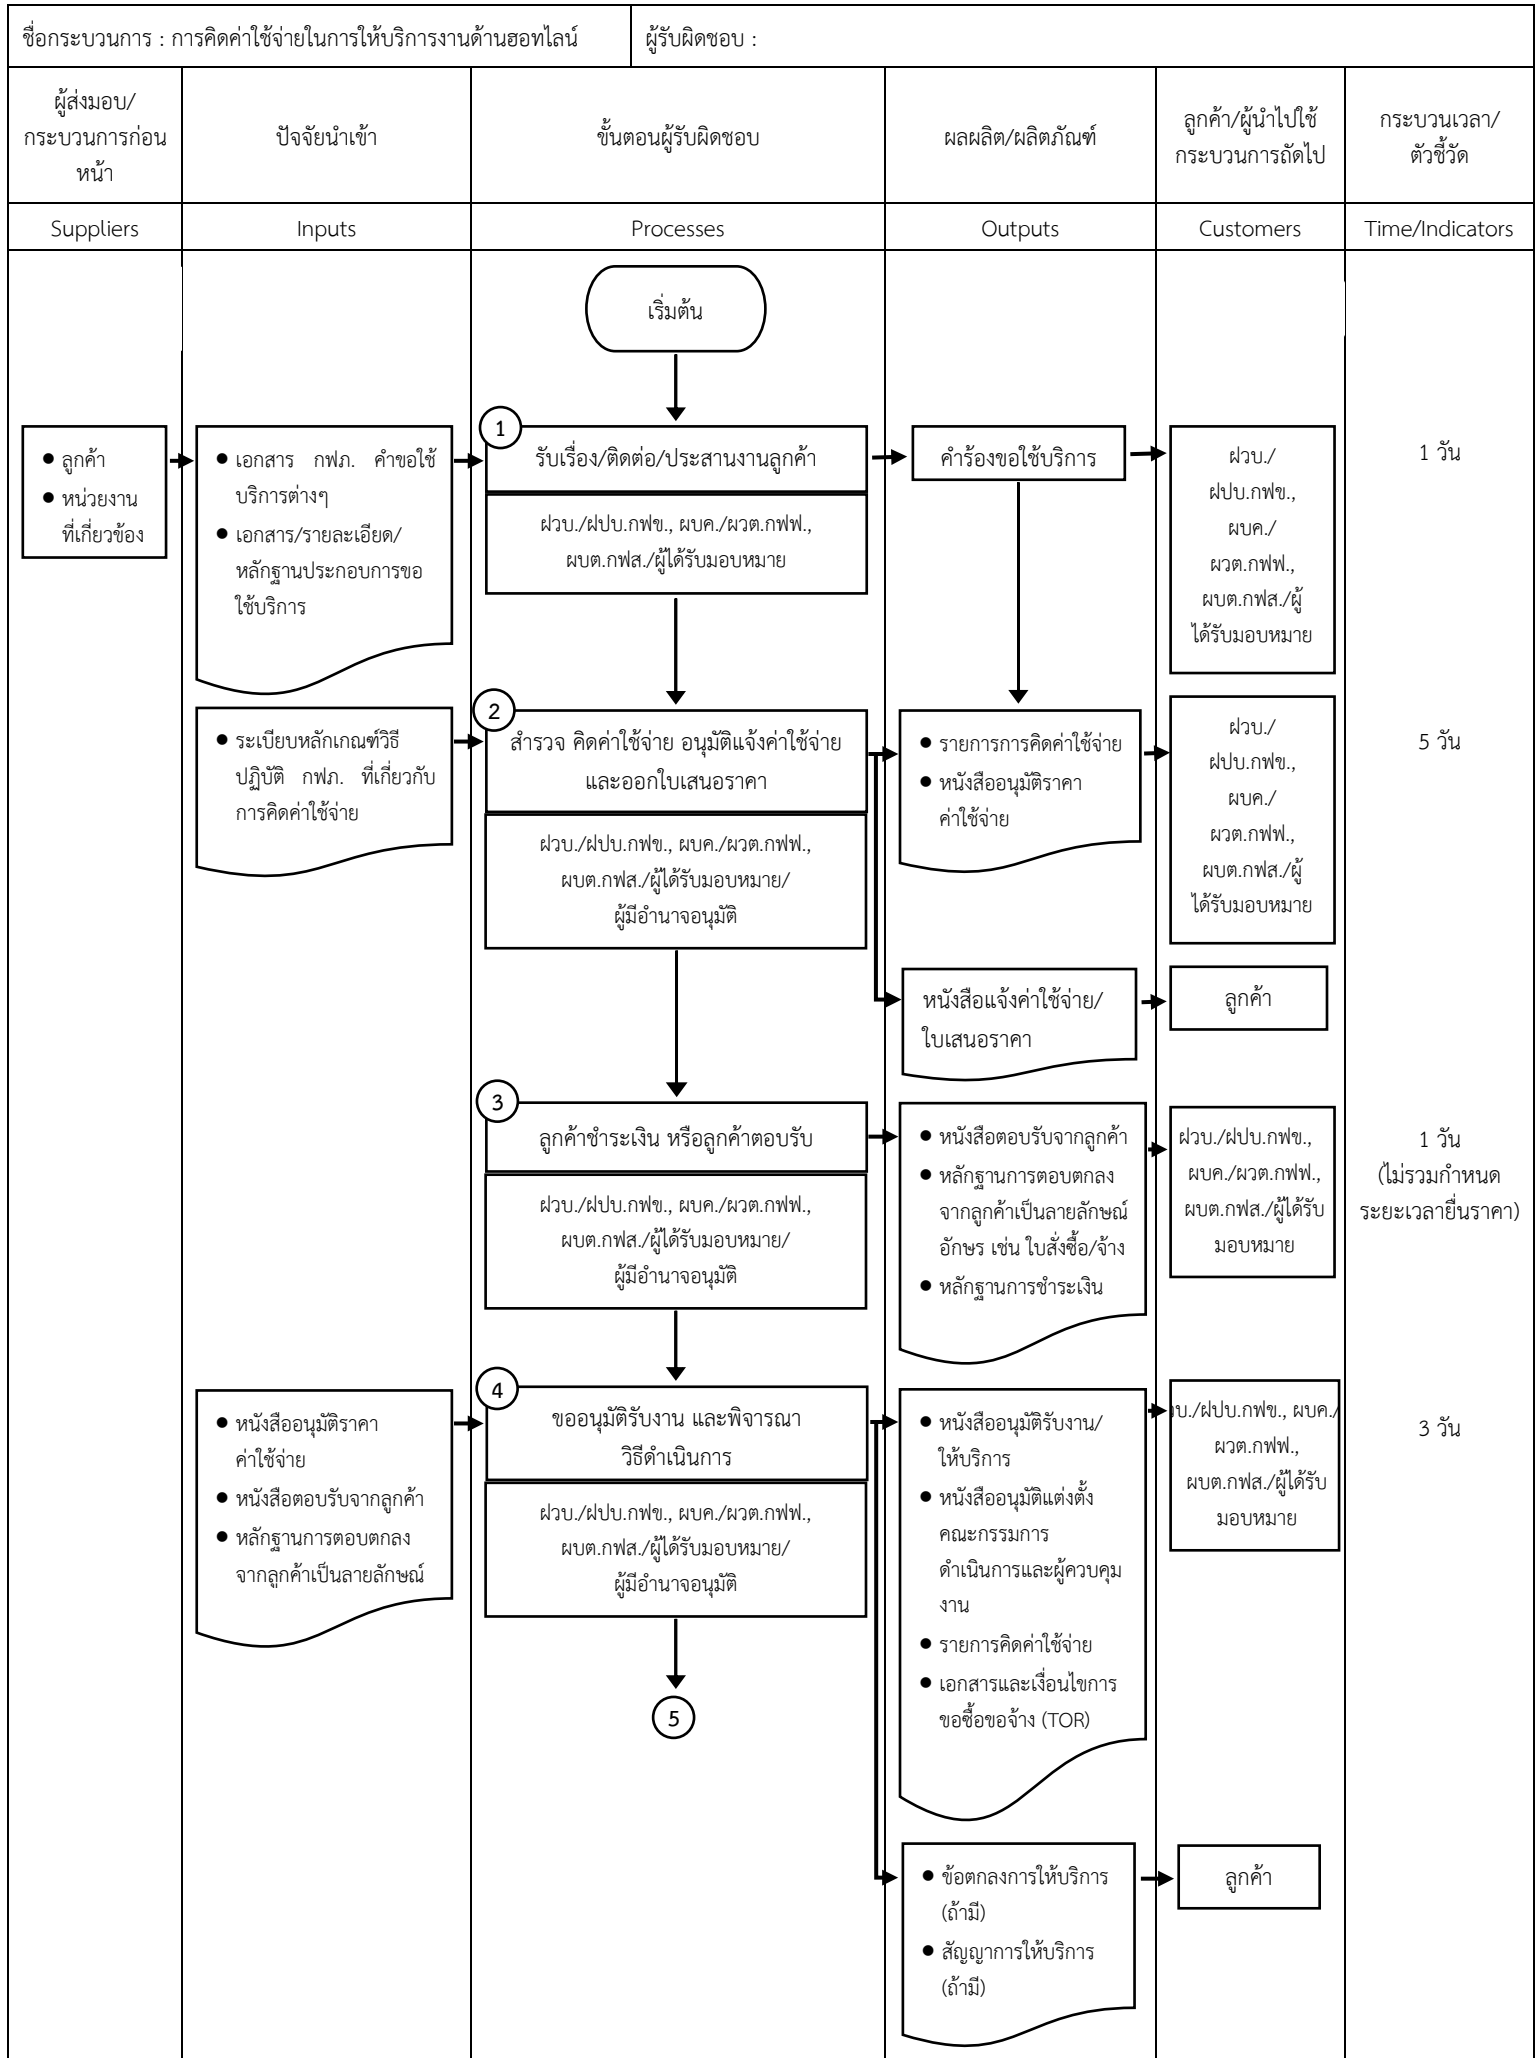 ชื่อกระบวนการ : การคิดค่าใช้จ่ายในการให้บริการงานด้านฮอทไลน์
ผู้รับผิดชอบ :
ผู้ส่งมอบ/
กระบวนการก่อน
หน้า
ปัจจัยนำเข้า
ขั้นตอนผู้รับผิดชอบ
ผลผลิต/ผลิตภัณฑ์
ลูกค้า/ผู้นำไปใช้
กระบวนการถัดไป
กระบวนเวลา/
ตัวชี้วัด
Suppliers
Inputs
Processes
Outputs
Customers
Time/Indicators
เริ่มต้น
● ลูกค้า
● หน่วยงาน
ที่เกี่ยวข้อง
● เอกสาร กฟภ. คำขอใช้
บริการต่างๆ
● เอกสาร/รายละเอียด/
หลักฐานประกอบการขอ
ใช้บริการ
1
รับเรื่อง/ติดต่อ/ประสานงานลูกค้า
ฝวบ./ฝปบ.กฟข., ผบค./ผวต.กฟฟ.,
ผบต.กฟส./ผู้ได้รับมอบหมาย
คำร้องขอใช้บริการ
ฝวบ./
ฝปบ.กฟข.,
ผบค./
ผวต.กฟฟ.,
ผบต.กฟส./ผู้
ได้รับมอบหมาย
1 วัน
● ระเบียบหลักเกณฑ์วิธี
ปฏิบัติ กฟภ. ที่เกี่ยวกับ
การคิดค่าใช้จ่าย
2
สำรวจ คิดค่าใช้จ่าย อนุมัติแจ้งค่าใช้จ่าย
และออกใบเสนอราคา
ฝวบ./ฝปบ.กฟข., ผบค./ผวต.กฟฟ.,
ผบต.กฟส./ผู้ได้รับมอบหมาย/
ผู้มีอำนาจอนุมัติ
● รายการการคิดค่าใช้จ่าย
● หนังสืออนุมัติราคา
ค่าใช้จ่าย
ฝวบ./
ฝปบ.กฟข.,
ผบค./
ผวต.กฟฟ.,
ผบต.กฟส./ผู้
ได้รับมอบหมาย
5 วัน
หนังสือแจ้งค่าใช้จ่าย/
ใบเสนอราคา
ลูกค้า
3
ลูกค้าชำระเงิน หรือลูกค้าตอบรับ
ฝวบ./ฝปบ.กฟข., ผบค./ผวต.กฟฟ.,
ผบต.กฟส./ผู้ได้รับมอบหมาย/
ผู้มีอำนาจอนุมัติ
● หนังสือตอบรับจากลูกค้า
● หลักฐานการตอบตกลง
จากลูกค้าเป็นลายลักษณ์
อักษร เช่น ใบสั่งซื้อ/จ้าง
● หลักฐานการชำระเงิน
ฝวบ./ฝปบ.กฟข.,
ผบค./ผวต.กฟฟ.,
ผบต.กฟส./ผู้ได้รับ
มอบหมาย
1 วัน
(ไม่รวมกำหนด
ระยะเวลายื่นราคา)
● หนังสืออนุมัติราคา
ค่าใช้จ่าย
● หนังสือตอบรับจากลูกค้า
● หลักฐานการตอบตกลง
จากลูกค้าเป็นลายลักษณ์
4
ขออนุมัติรับงาน และพิจารณา
วิธีดำเนินการ
ฝวบ./ฝปบ.กฟข., ผบค./ผวต.กฟฟ.,
ผบต.กฟส./ผู้ได้รับมอบหมาย/
ผู้มีอำนาจอนุมัติ
5
● หนังสืออนุมัติรับงาน/
ให้บริการ
● หนังสืออนุมัติแต่งตั้ง
คณะกรรมการ
ดำเนินการและผู้ควบคุม
งาน
● รายการคิดค่าใช้จ่าย
● เอกสารและเงื่อนไขการ
ขอซื้อขอจ้าง (TOR)
บ./ฝปบ.กฟข., ผบค./
ผวต.กฟฟ.,
ผบต.กฟส./ผู้ได้รับ
มอบหมาย
3 วัน
● ข้อตกลงการให้บริการ
(ถ้ามี)
● สัญญาการให้บริการ
(ถ้ามี)
ลูกค้า